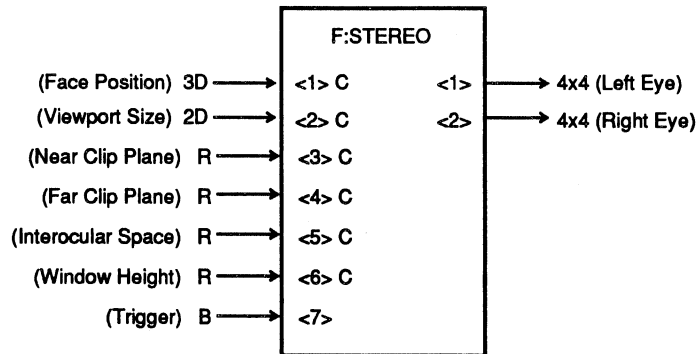 F:STEREO
(Face Position) 3D <1> C <1> 4x4 (Left Eye)
(Viewport Size) 2D <2> C <2> 4x4 (Right Eye)
(Near Clip Plane) R <3> C
(Far Clip Plane) R <4> C
(Interocular Space) R <5> C
(Window Height) R <6> C
(Trigger) B <7>